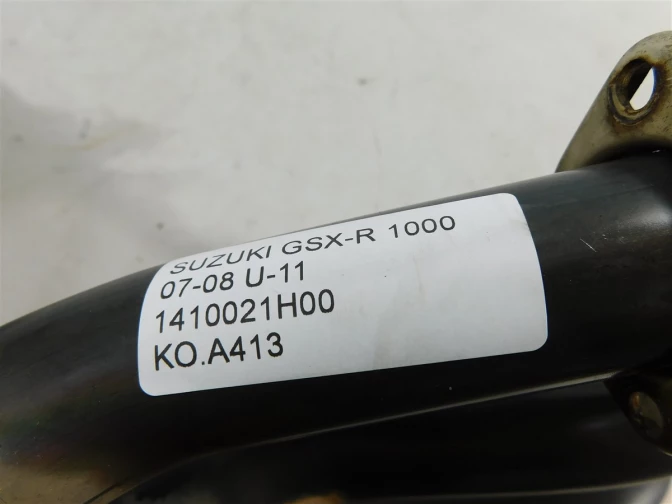 SUZUKI GSX-R 1000
07-08 U-11
1410021H00
KO.A413